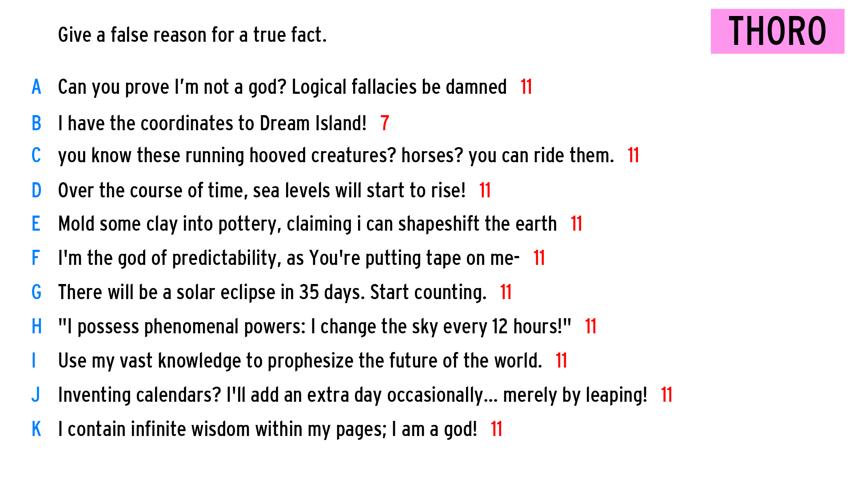 Give a false reason for a true fact.
THORO
A Can you prove I'm not a god? Logical fallacies be damned 11
B I have the coordinates to Dream Island! 7
C you know these running hooved creatures? horses? you can ride them. 11
D Over the course of time, sea levels will start to rise! 11
E Mold some clay into pottery, claiming i can shapeshift the earth 11
F I'm the god of predictability, as You're putting tape on me- 11
G There will be a solar eclipse in 35 days. Start counting. 11
H "I possess phenomenal powers: I change the sky every 12 hours!" 11
I Use my vast knowledge to prophesize the future of the world. 11
J Inventing calendars? I'll add an extra day occasionally... merely by leaping! 11
K I contain infinite wisdom within my pages; I am a god! 11